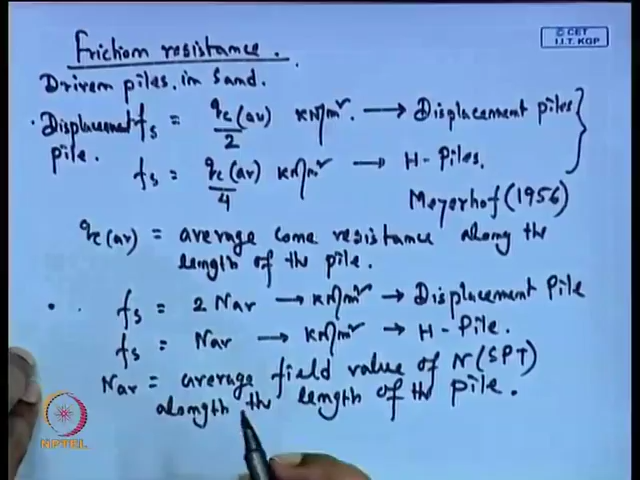 © CET
I.I.T. KGP
Friction resistance.
Driven piles in Sand.
. Displacement fs = qc(av)/2 kN/m² → Displacement piles
pile. fs = qc(av)/4 kN/m² → H-Piles.
Meyerhof (1956)
qc(av) = average cone resistance along the
length of the pile.
fs = 2 Nav → kN/m² → Displacement Pile
fs = Nav → kN/m² → H-Pile.
Nav = average field value of N(SPT)
alongth the length of the pile.
NPTEL